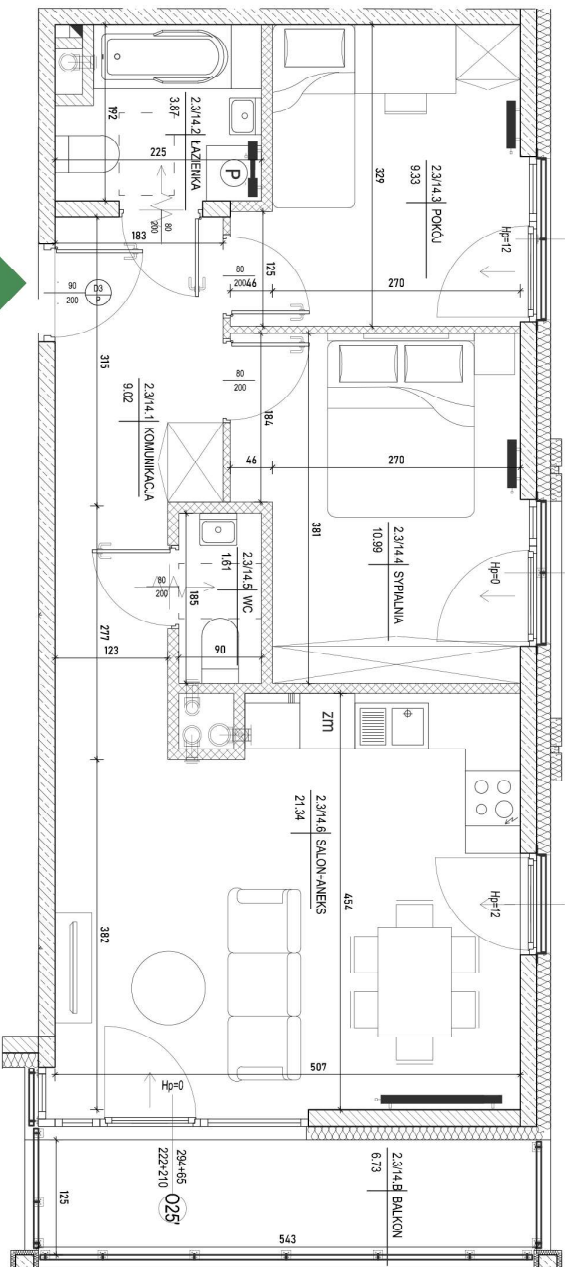 2.3/14.2 ŁAZIENKA
3.87
192
225
P
183
80
200
2.3/14.3 POKÓJ
9.33
329
Hp=12
270
125
80
200
46
90
200
D3
P
315
2.3/14.1 KOMUNIKACJA
9.02
80
200
184
46
270
381
2.3/14.4 SYPIALNIA
10.99
Hp=0
2.3/14.5 WC
1.61
80
200
185
277
123
90
zm
2.3/14.6 SALON-ANEKS
21.34
454
Hp=12
382
507
Hp=0
294+65
222+210
O25'
2.3/14.B BALKON
6.73
125
543